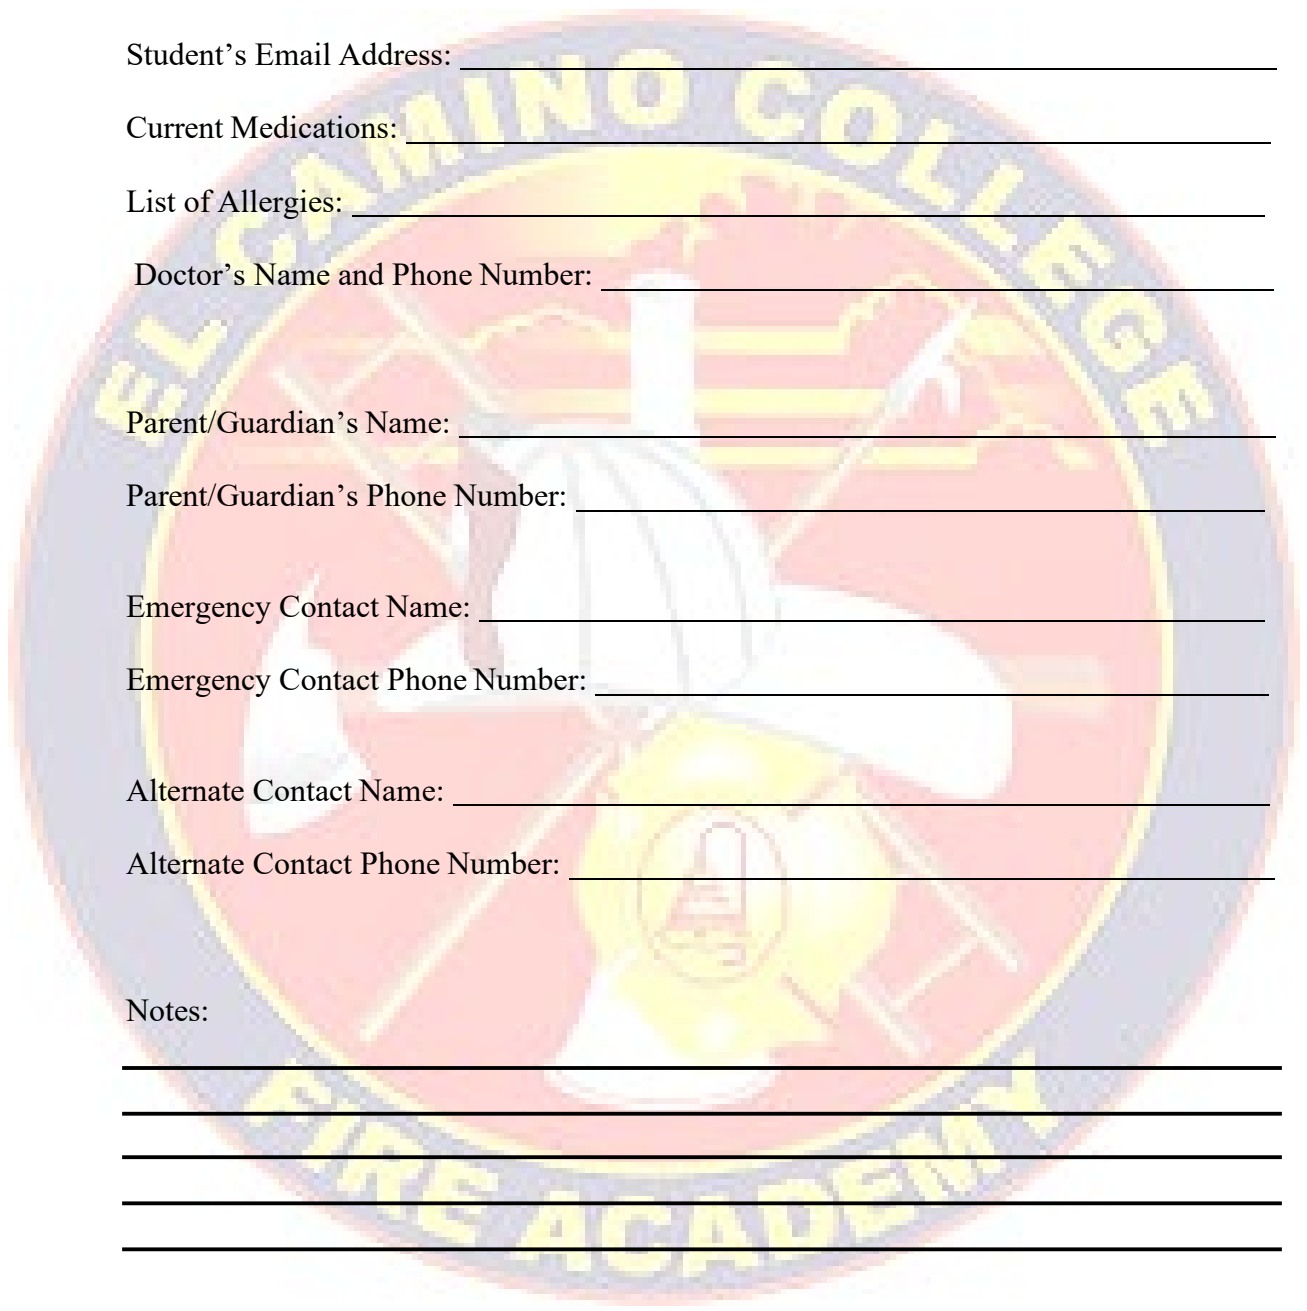 EL CAMINO COLLEGE
Student’s Email Address:
Current Medications:
List of Allergies:
Doctor’s Name and Phone Number:
Parent/Guardian’s Name:
Parent/Guardian’s Phone Number:
Emergency Contact Name:
Emergency Contact Phone Number:
Alternate Contact Name:
Alternate Contact Phone Number:
Notes:
FIRE ACADEMY